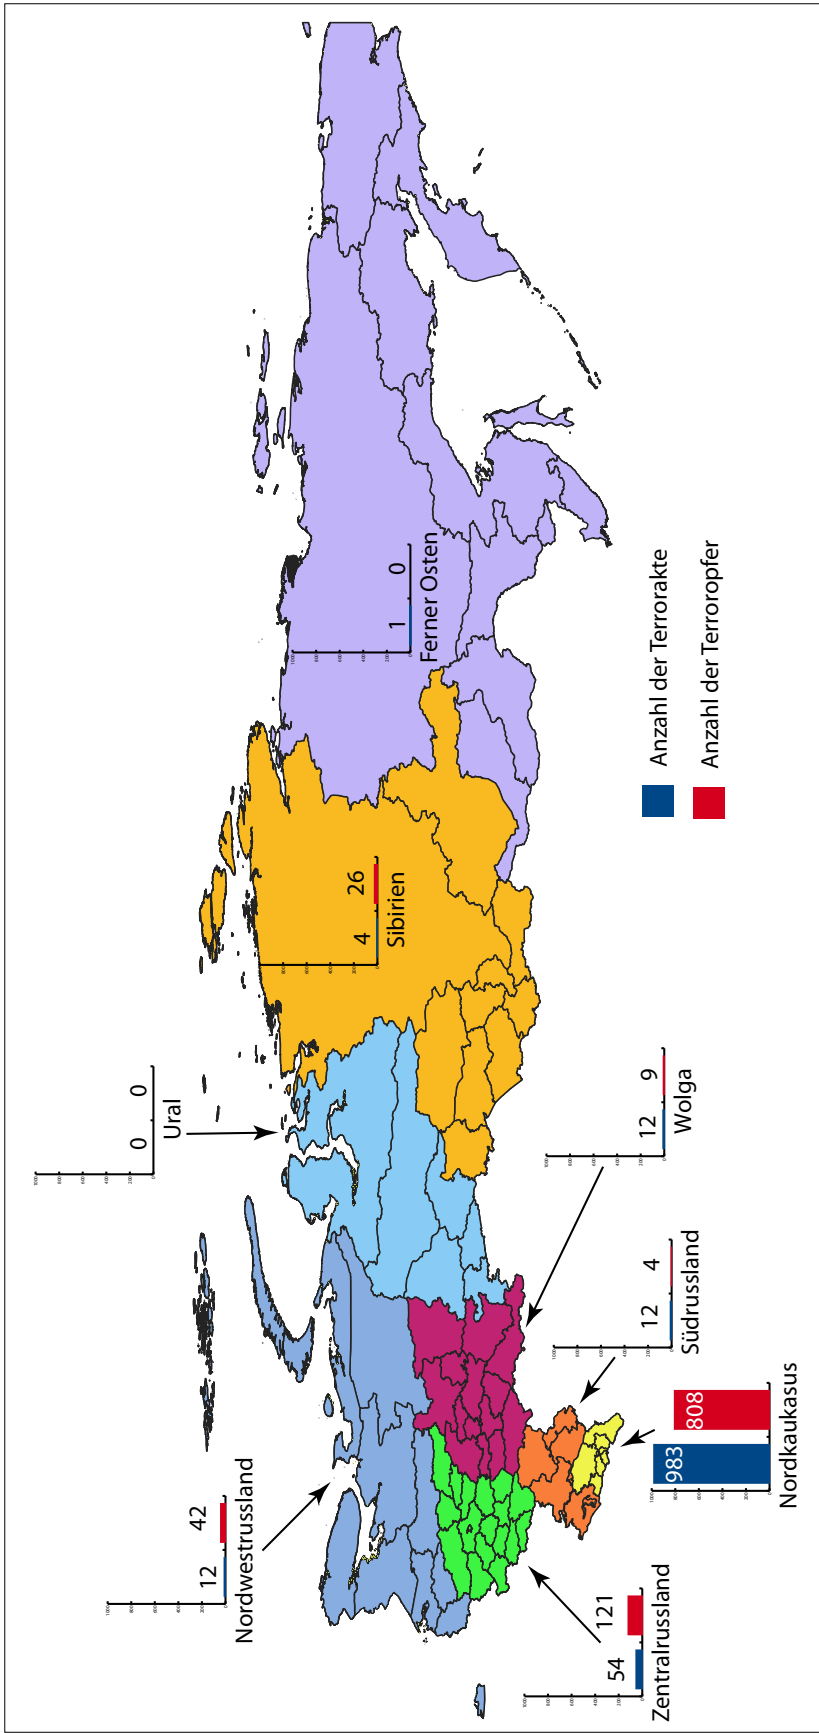 Nordwestrussland
12
42
Zentralrussland
54
121
Nordkaukasus
983
808
Südrussland
12
4
Wolga
12
9
Ural
0
0
Sibirien
4
26
Ferner Osten
1
0
Anzahl der Terrorakte
Anzahl der Terroropfer